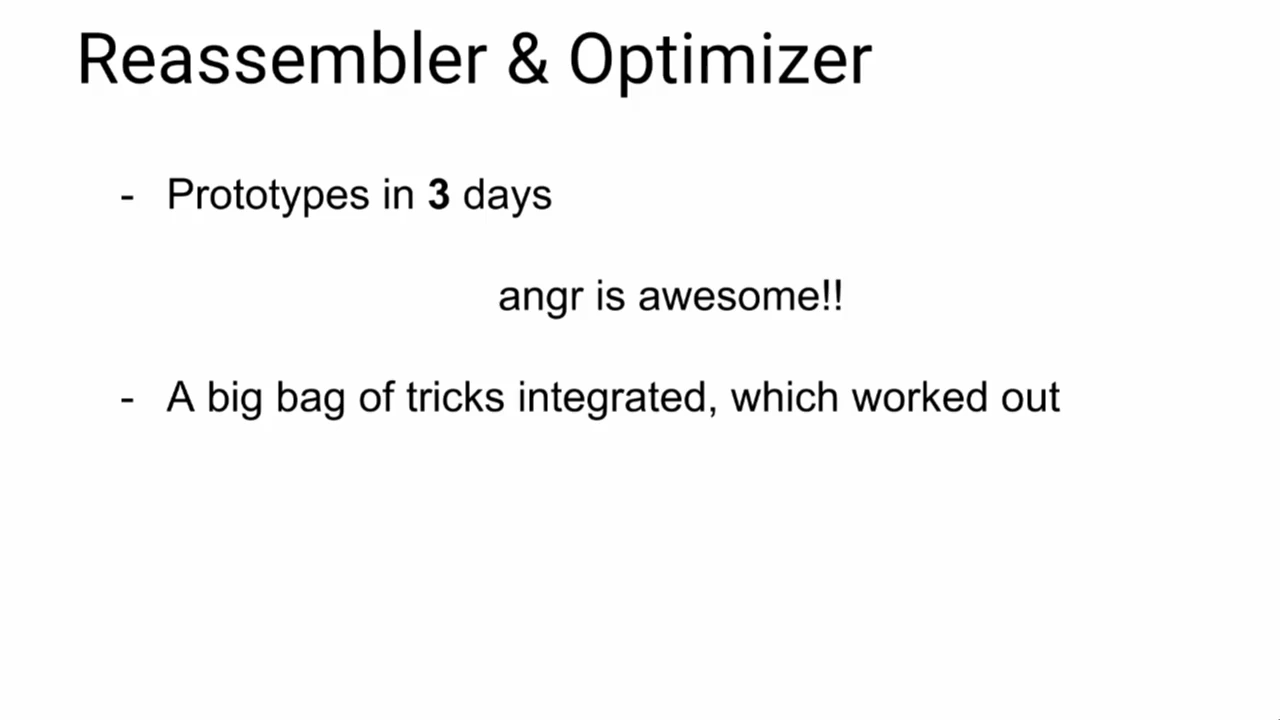 Reassembler & Optimizer
- Prototypes in 3 days
angr is awesome!!
- A big bag of tricks integrated, which worked out